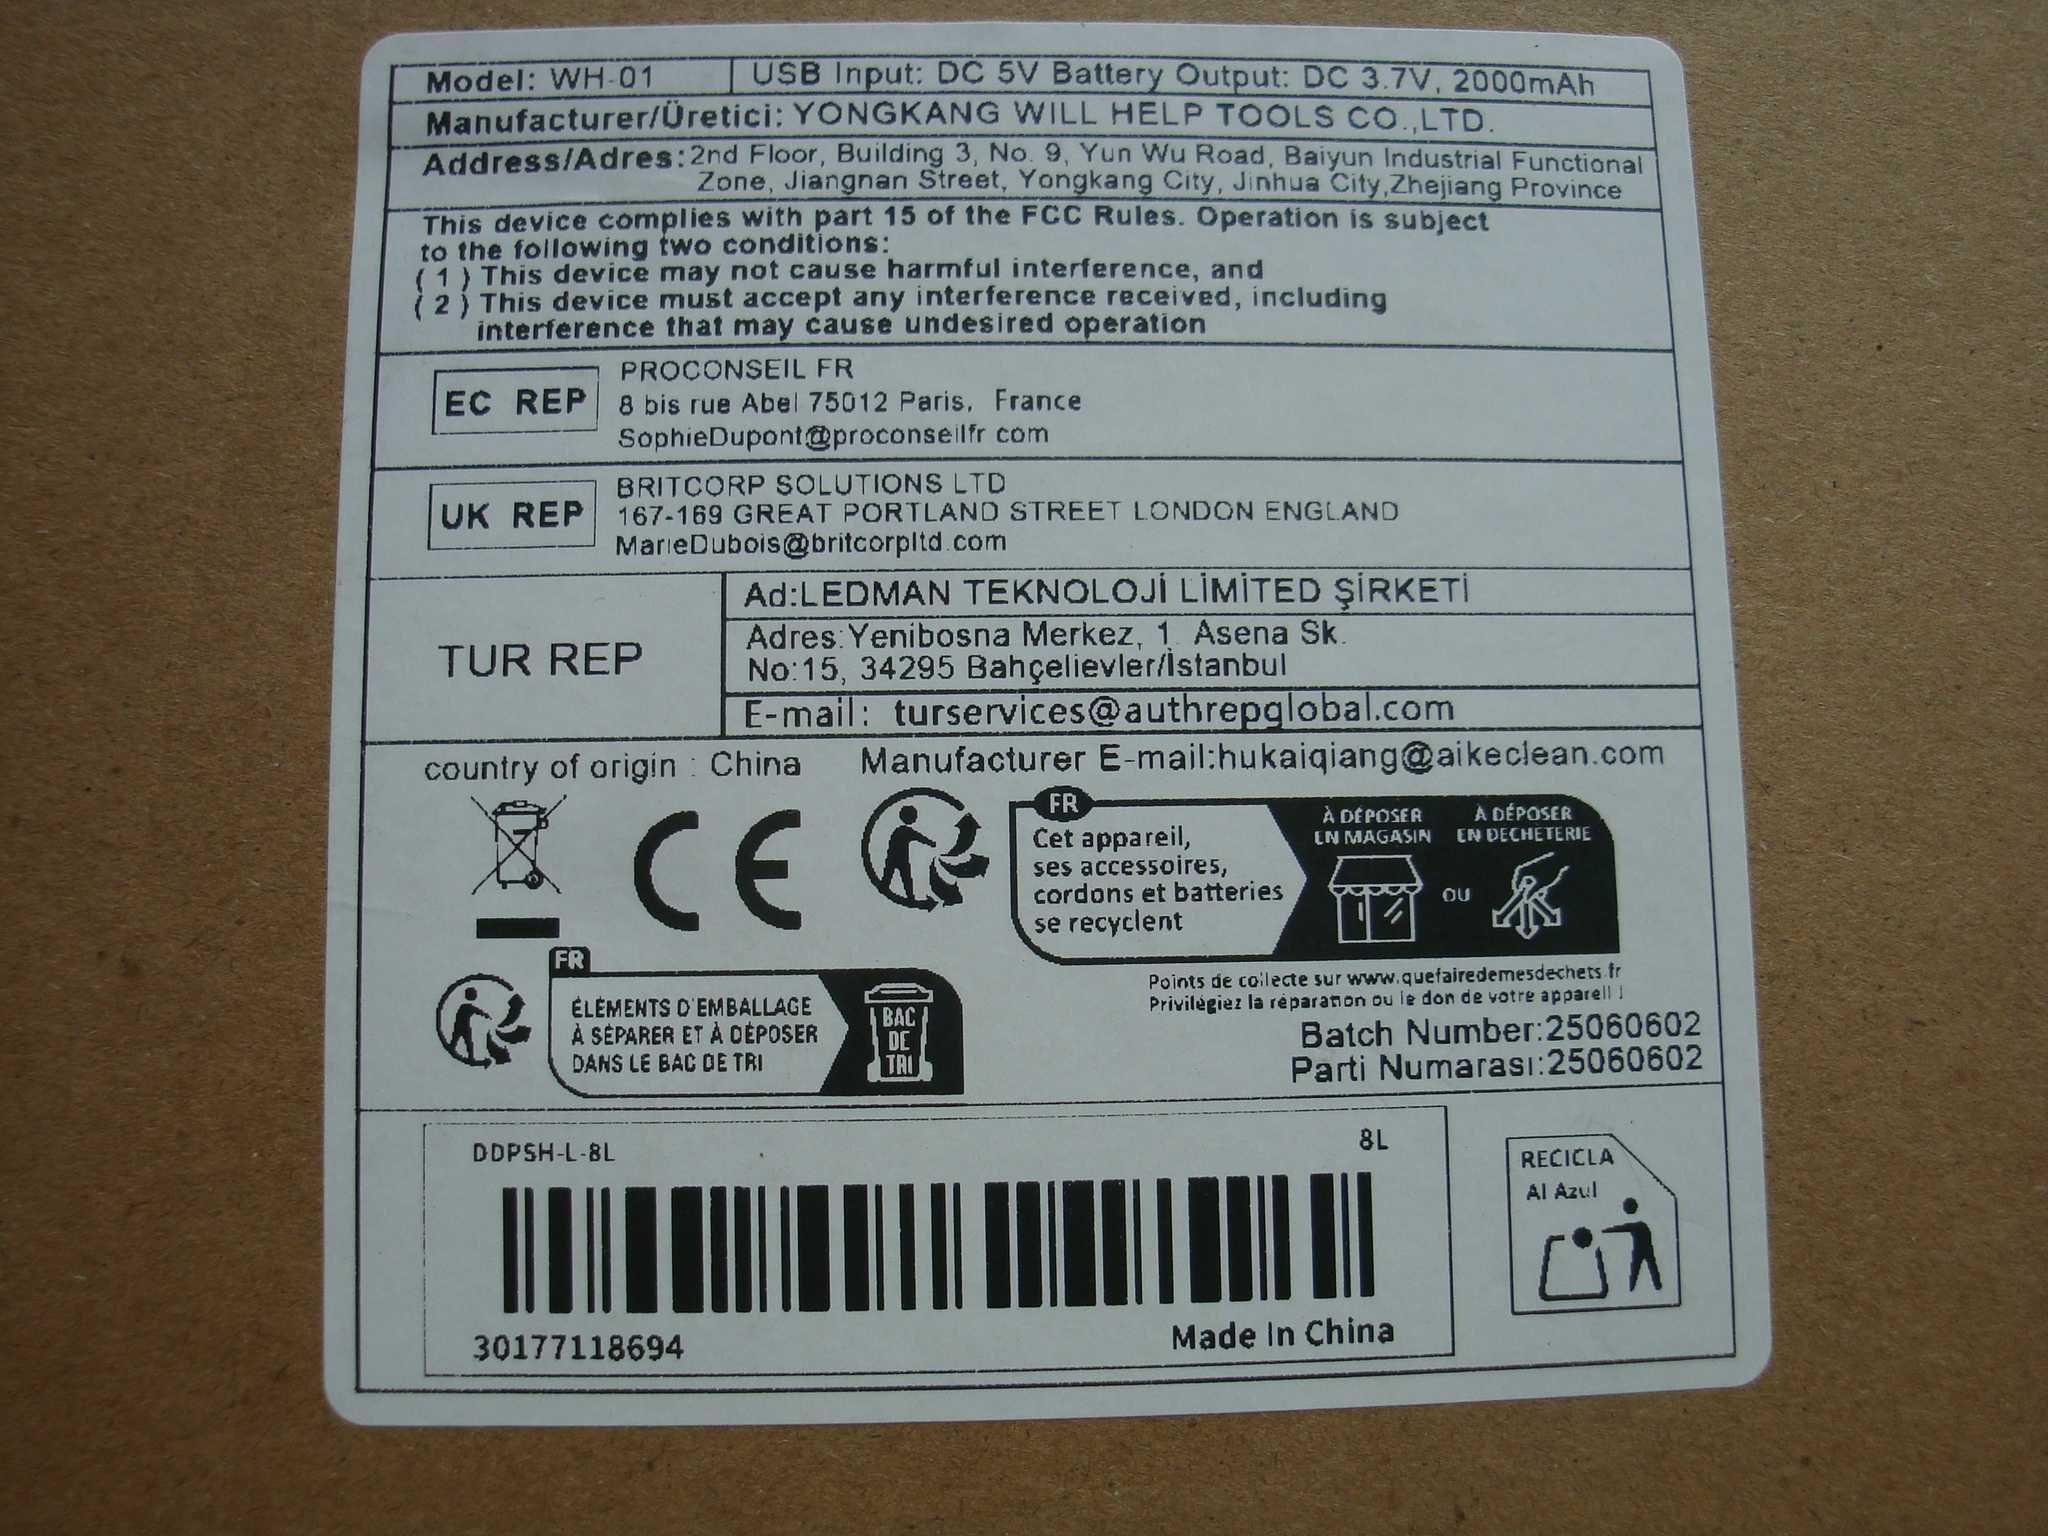 Model: WH-01
USB Input: DC 5V Battery Output: DC 3.7V, 2000mAh
Manufacturer/Üretici: YONGKANG WILL HELP TOOLS CO.,LTD.
Address/Adres:2nd Floor, Building 3, No. 9, Yun Wu Road, Baiyun Industrial Functional
Zone, Jiangnan Street, Yongkang City, Jinhua City,Zhejiang Province
This device complies with part 15 of the FCC Rules. Operation is subject
to the following two conditions:
( 1 ) This device may not cause harmful interference, and
( 2 ) This device must accept any interference received, including
interference that may cause undesired operation
EC REP
PROCONSEIL FR
8 bis rue Abel 75012 Paris, France
SophieDupont@proconseilfr com
UK REP
BRITCORP SOLUTIONS LTD
167-169 GREAT PORTLAND STREET LONDON ENGLAND
MarieDubois@britcorpltd.com
TUR REP
Ad:LEDMAN TEKNOLOJİ LİMİTED ŞİRKETİ
Adres:Yenibosna Merkez, 1. Asena Sk.
No:15, 34295 Bahçelievler/İstanbul
E-mail: turservices@authrepglobal.com
country of origin : China
Manufacturer E-mail:hukaiqiang@aikeclean.com
CE
FR
Cet appareil,
ses accessoires,
cordons et batteries
se recyclent
À DÉPOSER
EN MAGASIN
OU
À DÉPOSER
EN DÉCHÈTERIE
Points de collecte sur www.quefairedemesdechets.fr
Privilégiez la réparation ou le don de votre appareil !
FR
ÉLÉMENTS D'EMBALLAGE
À SÉPARER ET À DÉPOSER
DANS LE BAC DE TRI
BAC
DE
TRI
Batch Number:25060602
Parti Numarası:25060602
DDPSH-L-8L
8L
30177118694
Made In China
RECICLA
Al Azul